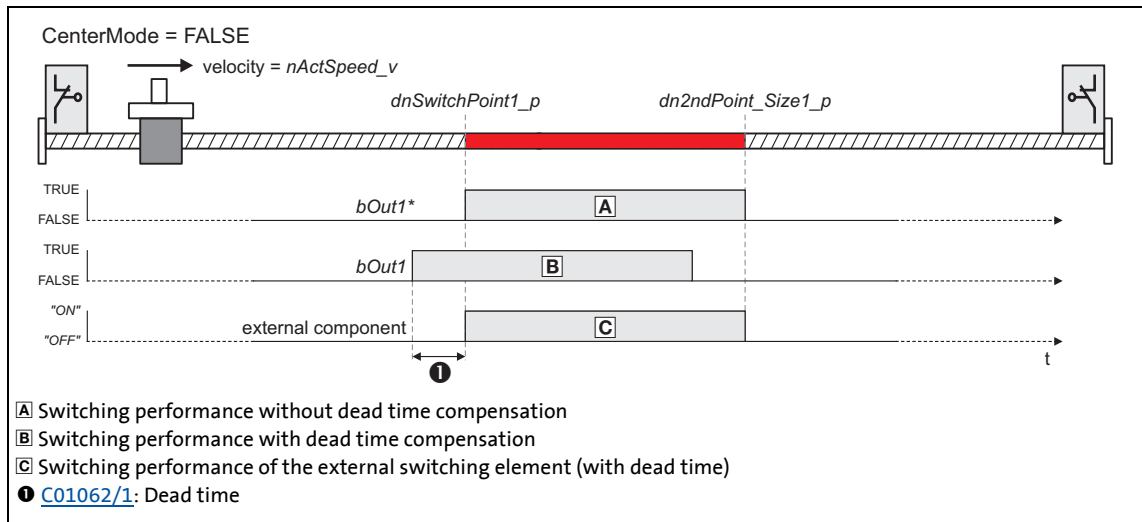 CenterMode = FALSE
velocity = nActSpeed_v
dnSwitchPoint1_p
dn2ndPoint_Size1_p
TRUE
FALSE
bOut1*
A
TRUE
FALSE
bOut1
B
"ON"
"OFF"
external component
C
t
❶
A Switching performance without dead time compensation
B Switching performance with dead time compensation
C Switching performance of the external switching element (with dead time)
❶ C01062/1: Dead time